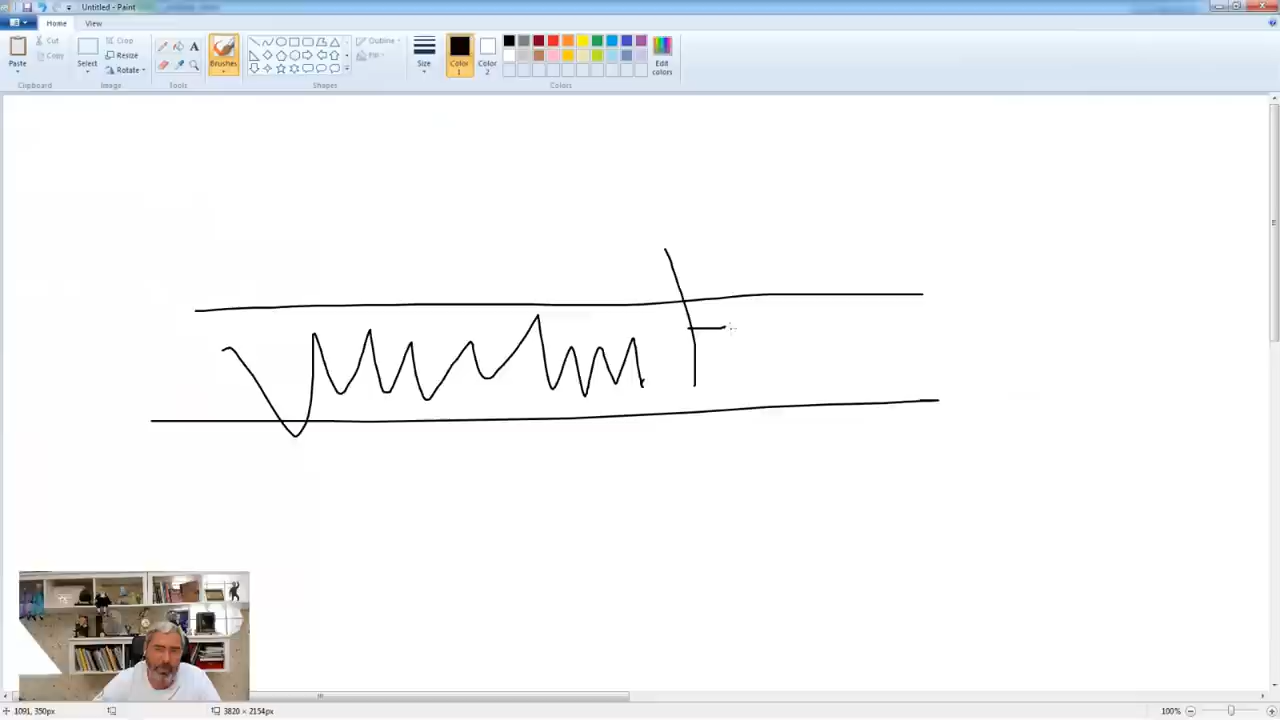 Untitled - Paint
Home View
Paste
Cut
Copy
Clipboard
Select
Crop
Resize
Rotate
Image
A
Tools
Brushes
Outline
Fill
Shapes
Size
Color 1
Color 2
Edit colors
Colors
1091, 350px
3820 × 2154px
100%